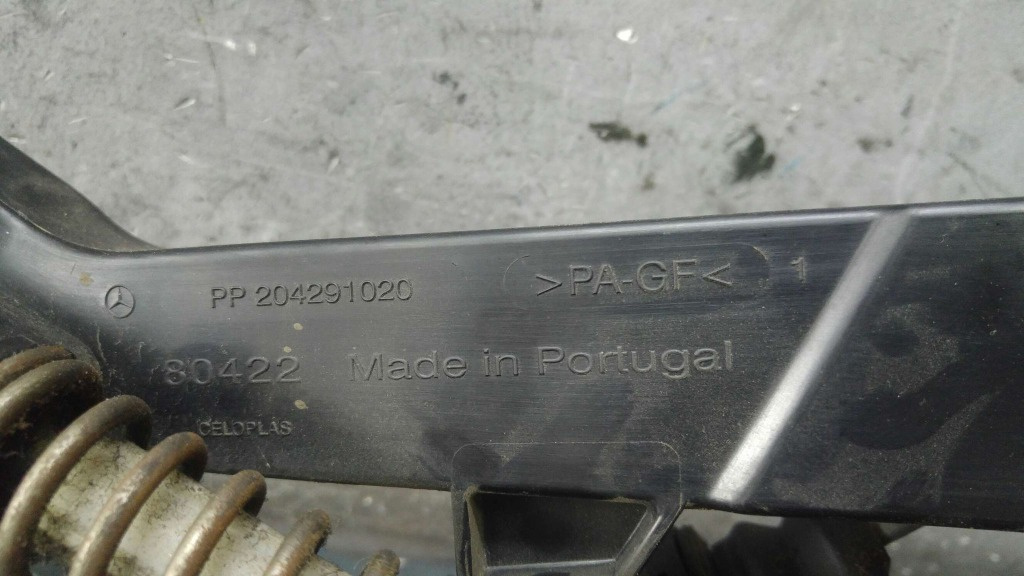 PP 204291020
>PA-GF< 1
80422 Made in Portugal
CELOPLAS